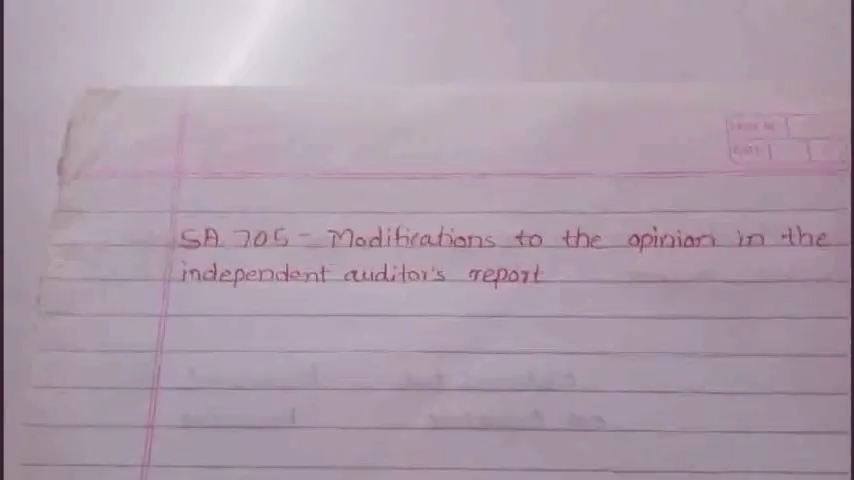 SA 705 - Modifications to the opinion in the
independent auditor's report